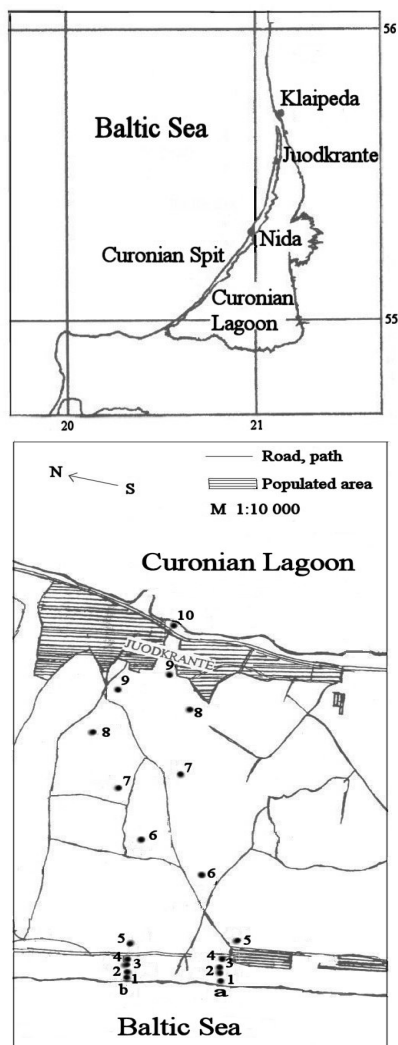 56
Klaipeda
Baltic Sea
Juodkrante
Nida
Curonian Spit
Curonian
Lagoon
55
20 21
N S
Road, path
Populated area
M 1:10 000
Curonian Lagoon
10
JUODKRANTĖ
9
9
8
8
7
7
6
6
5 5
4 4
3 3
2 2
1 1
b a
Baltic Sea